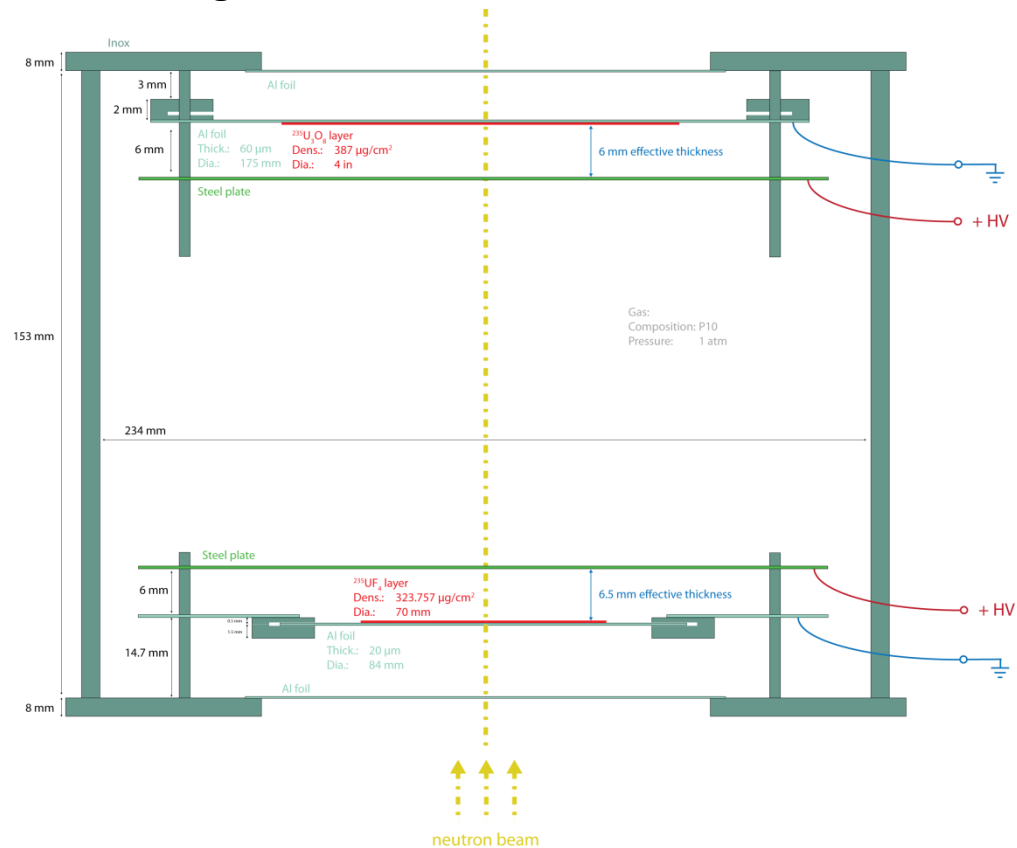 Inox
8 mm
3 mm
Al foil
2 mm
Al foil
Thick.: 60 µm
Dia.: 175 mm
²³⁵U₃O₈ layer
Dens.: 387 µg/cm²
Dia.: 4 in
6 mm
6 mm effective thickness
Steel plate
+ HV
Gas:
Composition: P10
Pressure: 1 atm
153 mm
234 mm
Steel plate
²³⁵UF₄ layer
Dens.: 323.757 µg/cm²
Dia.: 70 mm
6 mm
6.5 mm effective thickness
+ HV
0.5 mm
Al foil
Thick.: 20 µm
Dia.: 84 mm
14.7 mm
Al foil
8 mm
neutron beam